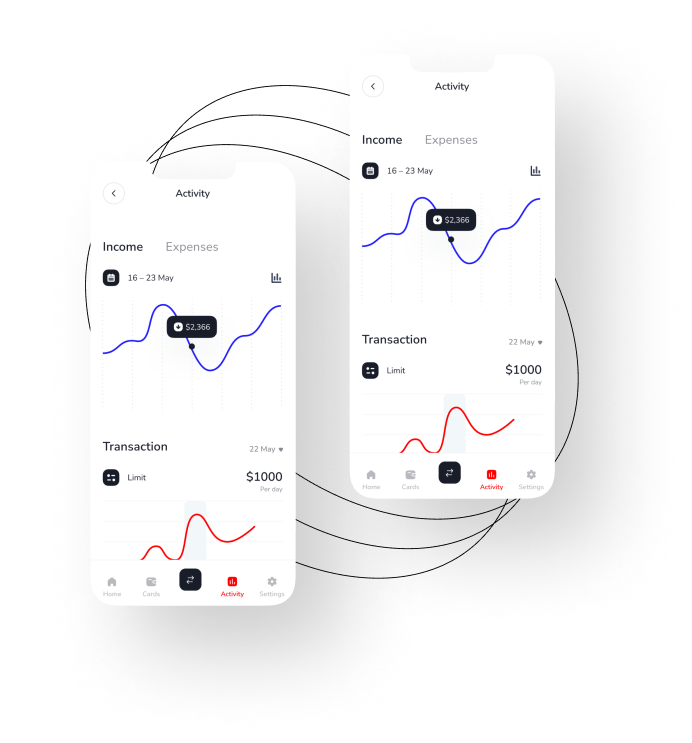 Activity
Income Expenses
16 – 23 May
$2,366
Transaction 22 May
Limit $1000
Per day
Home Cards Activity Settings
Activity
Income Expenses
16 – 23 May
$2,366
Transaction 22 May
Limit $1000
Per day
Home Cards Activity Settings